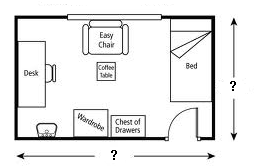 Easy
Chair
Desk
Coffee
Table
Bed
?
Wardrobe
Chest of
Drawers
?